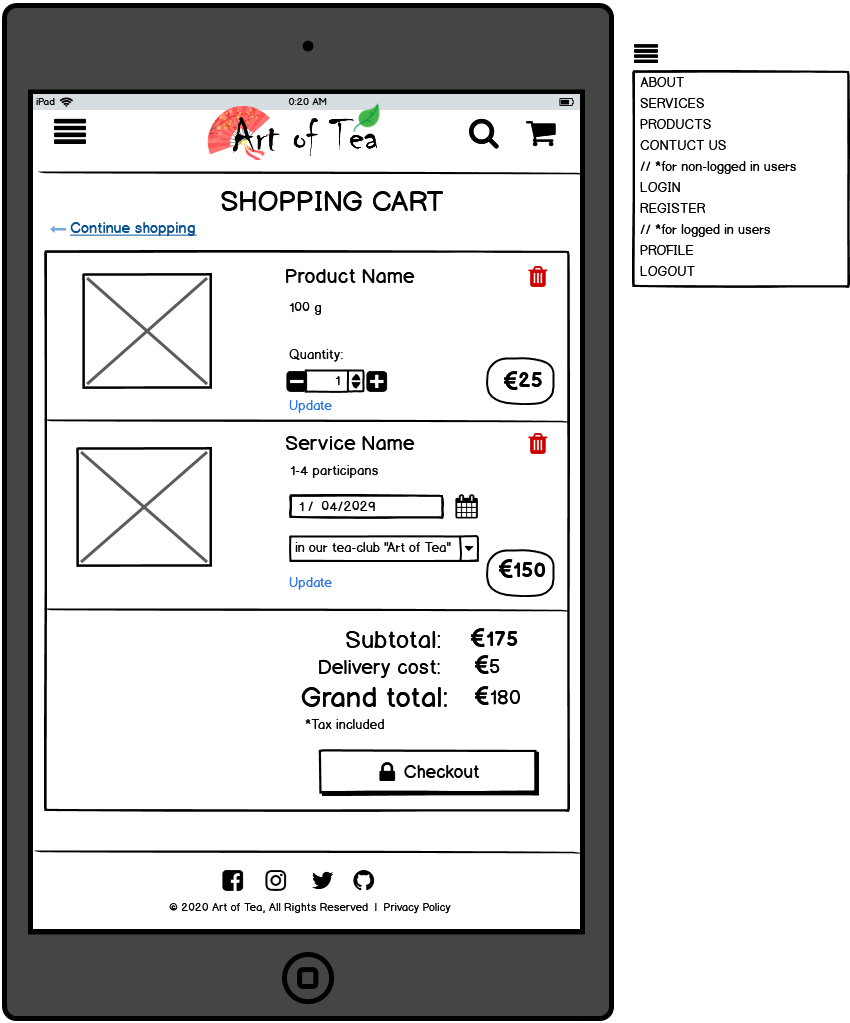 iPad
0:20 AM
Art of Tea
SHOPPING CART
Continue shopping
Product Name
100 g
Quantity:
1
Update
€25
Service Name
1-4 participans
1 / 04/2029
in our tea-club "Art of Tea"
Update
€150
Subtotal: €175
Delivery cost: €5
Grand total: €180
*Tax included
Checkout
© 2020 Art of Tea, All Rights Reserved | Privacy Policy
ABOUT
SERVICES
PRODUCTS
CONTUCT US
// *for non-logged in users
LOGIN
REGISTER
// *for logged in users
PROFILE
LOGOUT